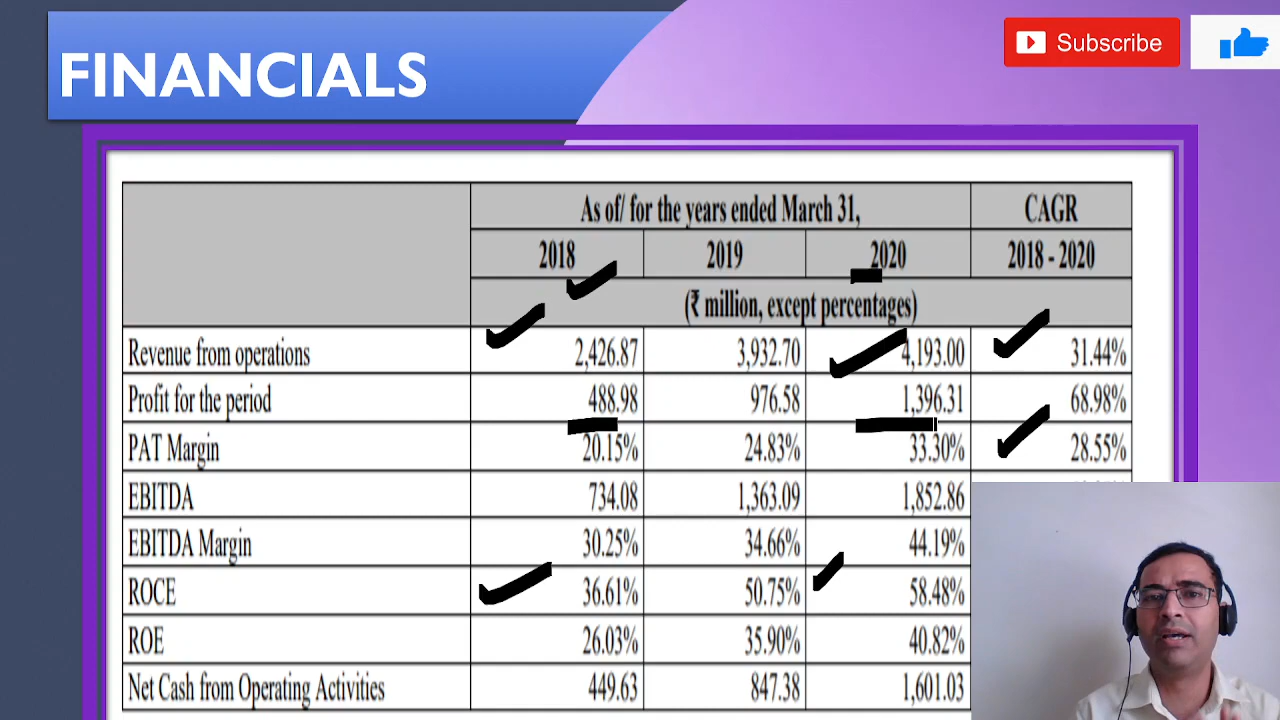 FINANCIALS
Subscribe
As of/ for the years ended March 31, CAGR
2018 2019 2020 2018 - 2020
(₹ million, except percentages)
Revenue from operations 2,426.87 3,932.70 4,193.00 31.44%
Profit for the period 488.98 976.58 1,396.31 68.98%
PAT Margin 20.15% 24.83% 33.30% 28.55%
EBITDA 734.08 1,363.09 1,852.86
EBITDA Margin 30.25% 34.66% 44.19%
ROCE 36.61% 50.75% 58.48%
ROE 26.03% 35.90% 40.82%
Net Cash from Operating Activities 449.63 847.38 1,601.03